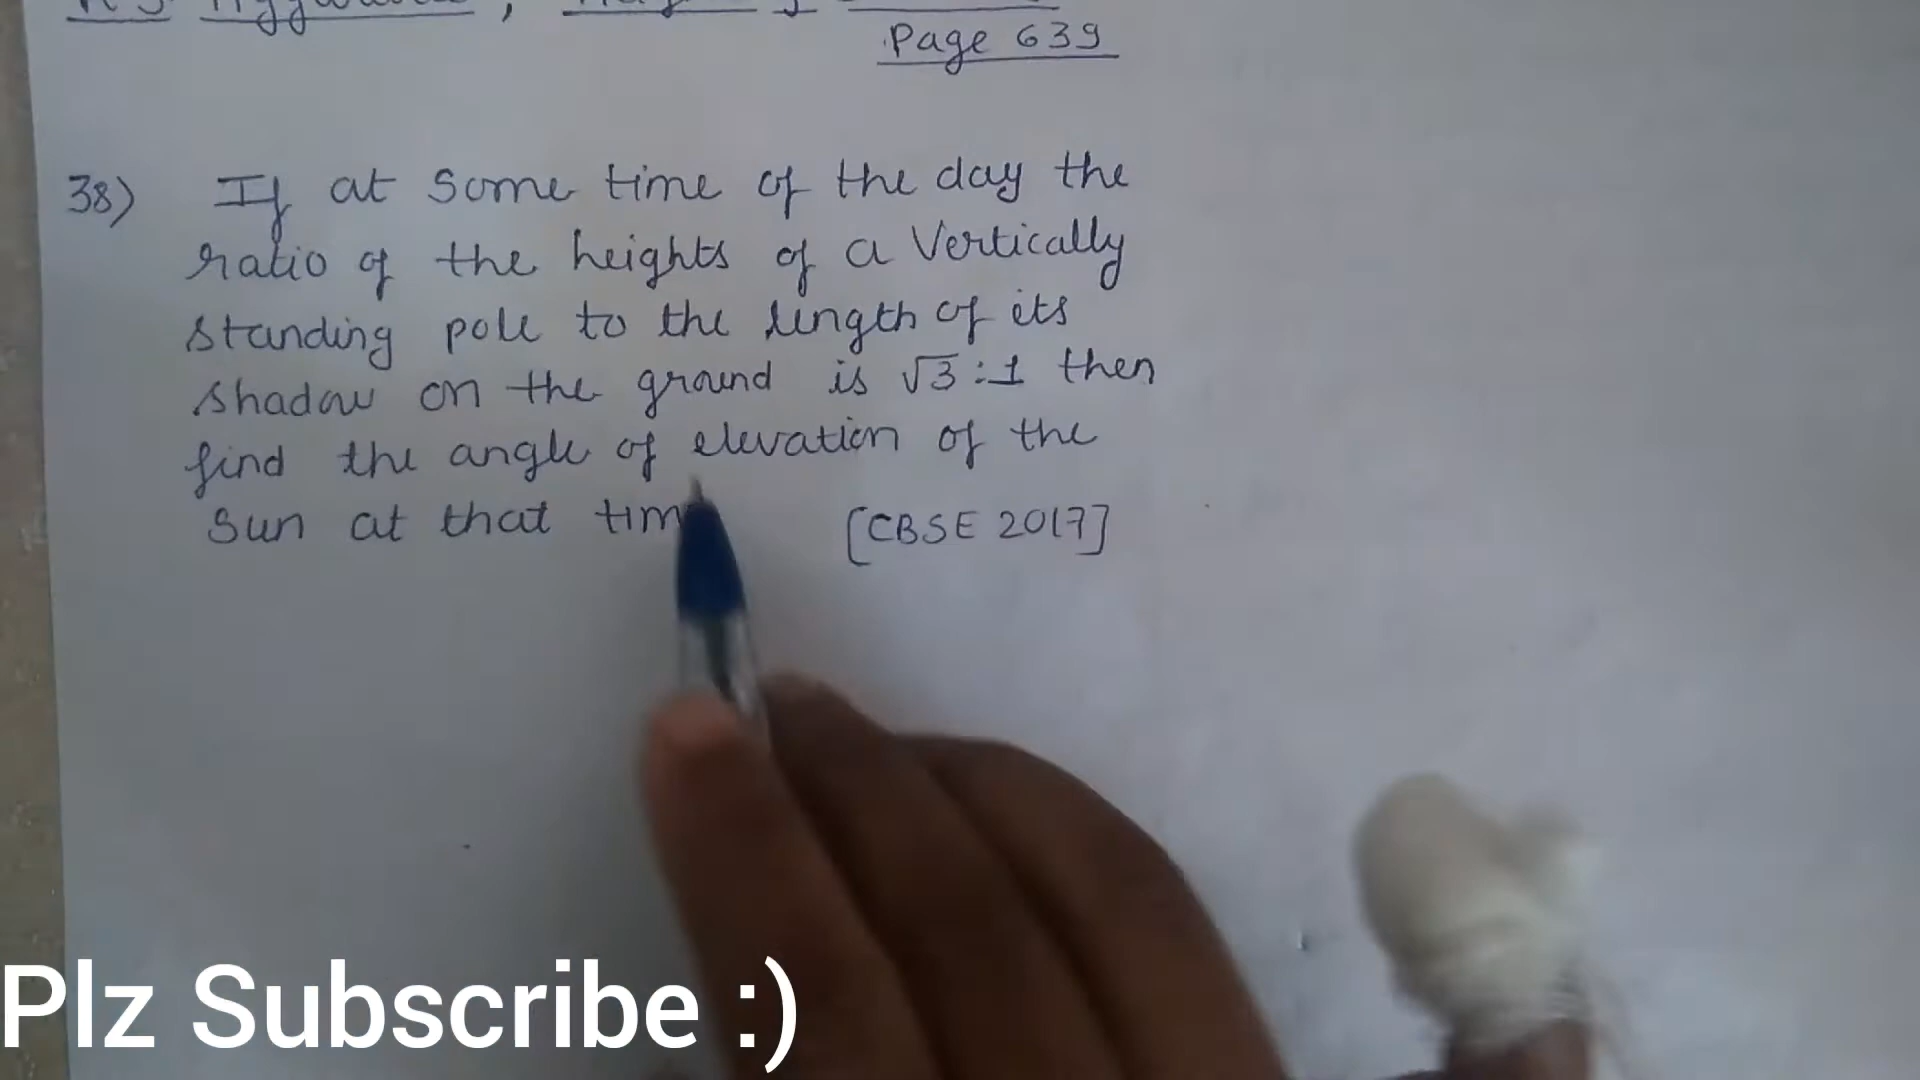 Page 639
38) If at some time of the day the
ratio of the heights of a Vertically
standing pole to the length of its
shadow on the ground is √3:1 then
find the angle of elevation of the
Sun at that tim
[CBSE 2017]
Plz Subscribe :)